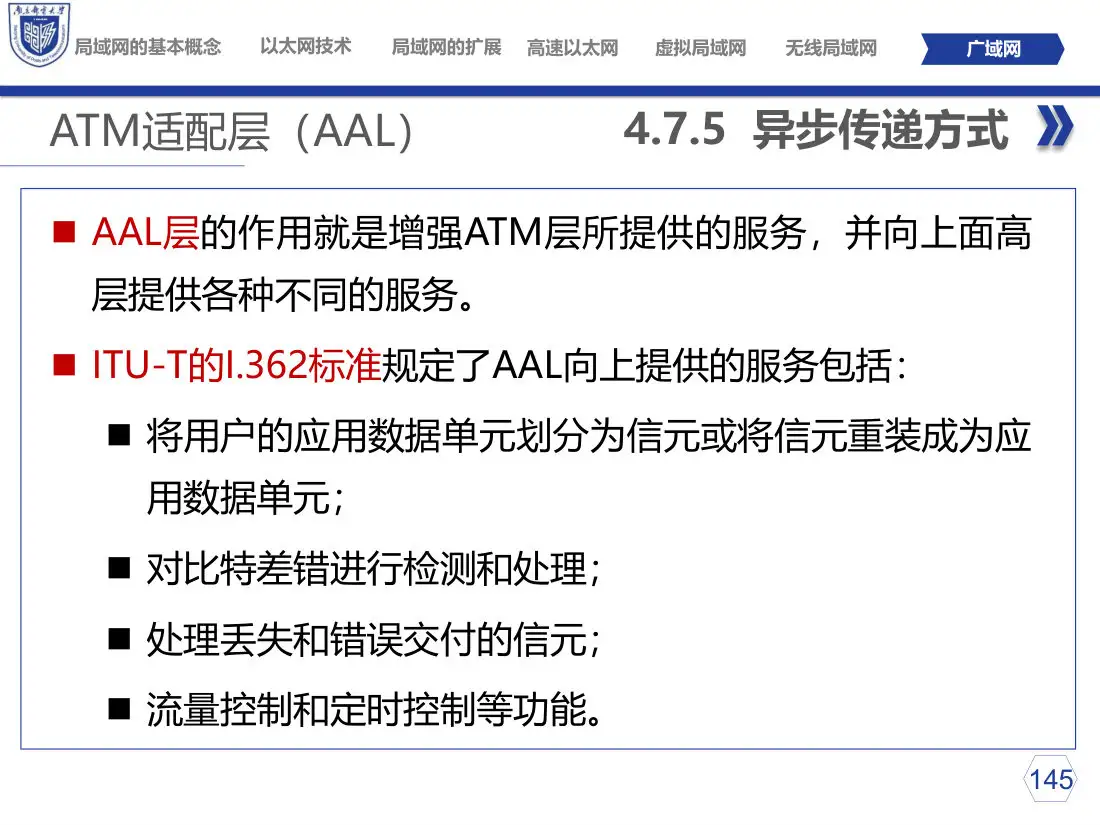 南京邮电大学
局域网的基本概念 以太网技术 局域网的扩展 高速以太网 虚拟局域网 无线局域网 广域网
ATM适配层（AAL） 4.7.5 异步传递方式
■ AAL层的作用就是增强ATM层所提供的服务，并向上面高
层提供各种不同的服务。
■ ITU-T的I.362标准规定了AAL向上提供的服务包括：
■ 将用户的应用数据单元划分为信元或将信元重装成为应
用数据单元；
■ 对比特差错进行检测和处理；
■ 处理丢失和错误交付的信元；
■ 流量控制和定时控制等功能。
145